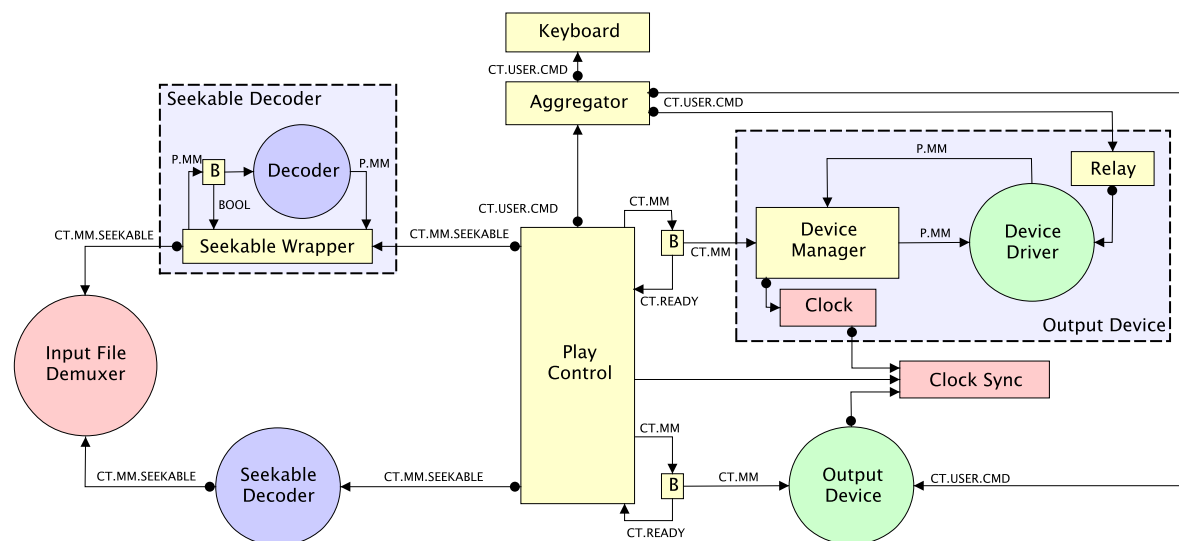 Keyboard
CT.USER.CMD
Aggregator
CT.USER.CMD
Seekable Decoder
P.MM
B
Decoder
P.MM
BOOL
Seekable Wrapper
CT.MM.SEEKABLE
CT.MM.SEEKABLE
CT.USER.CMD
CT.MM
B
CT.MM
CT.READY
P.MM
Relay
Device
Manager
P.MM
Device
Driver
Clock
Output Device
Input File
Demuxer
Play
Control
Clock Sync
CT.MM.SEEKABLE
Seekable
Decoder
CT.MM.SEEKABLE
CT.MM
B
CT.MM
CT.READY
Output
Device
CT.USER.CMD